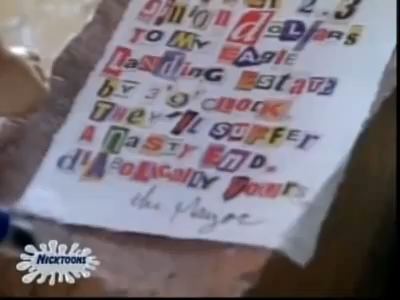 2.3
Billion dollars
to my Eagle
Landing Estate
by 3 o'clock.
They'll suffer
a nasty End.
diabolically Yours
the Mayor
NICKTOONS